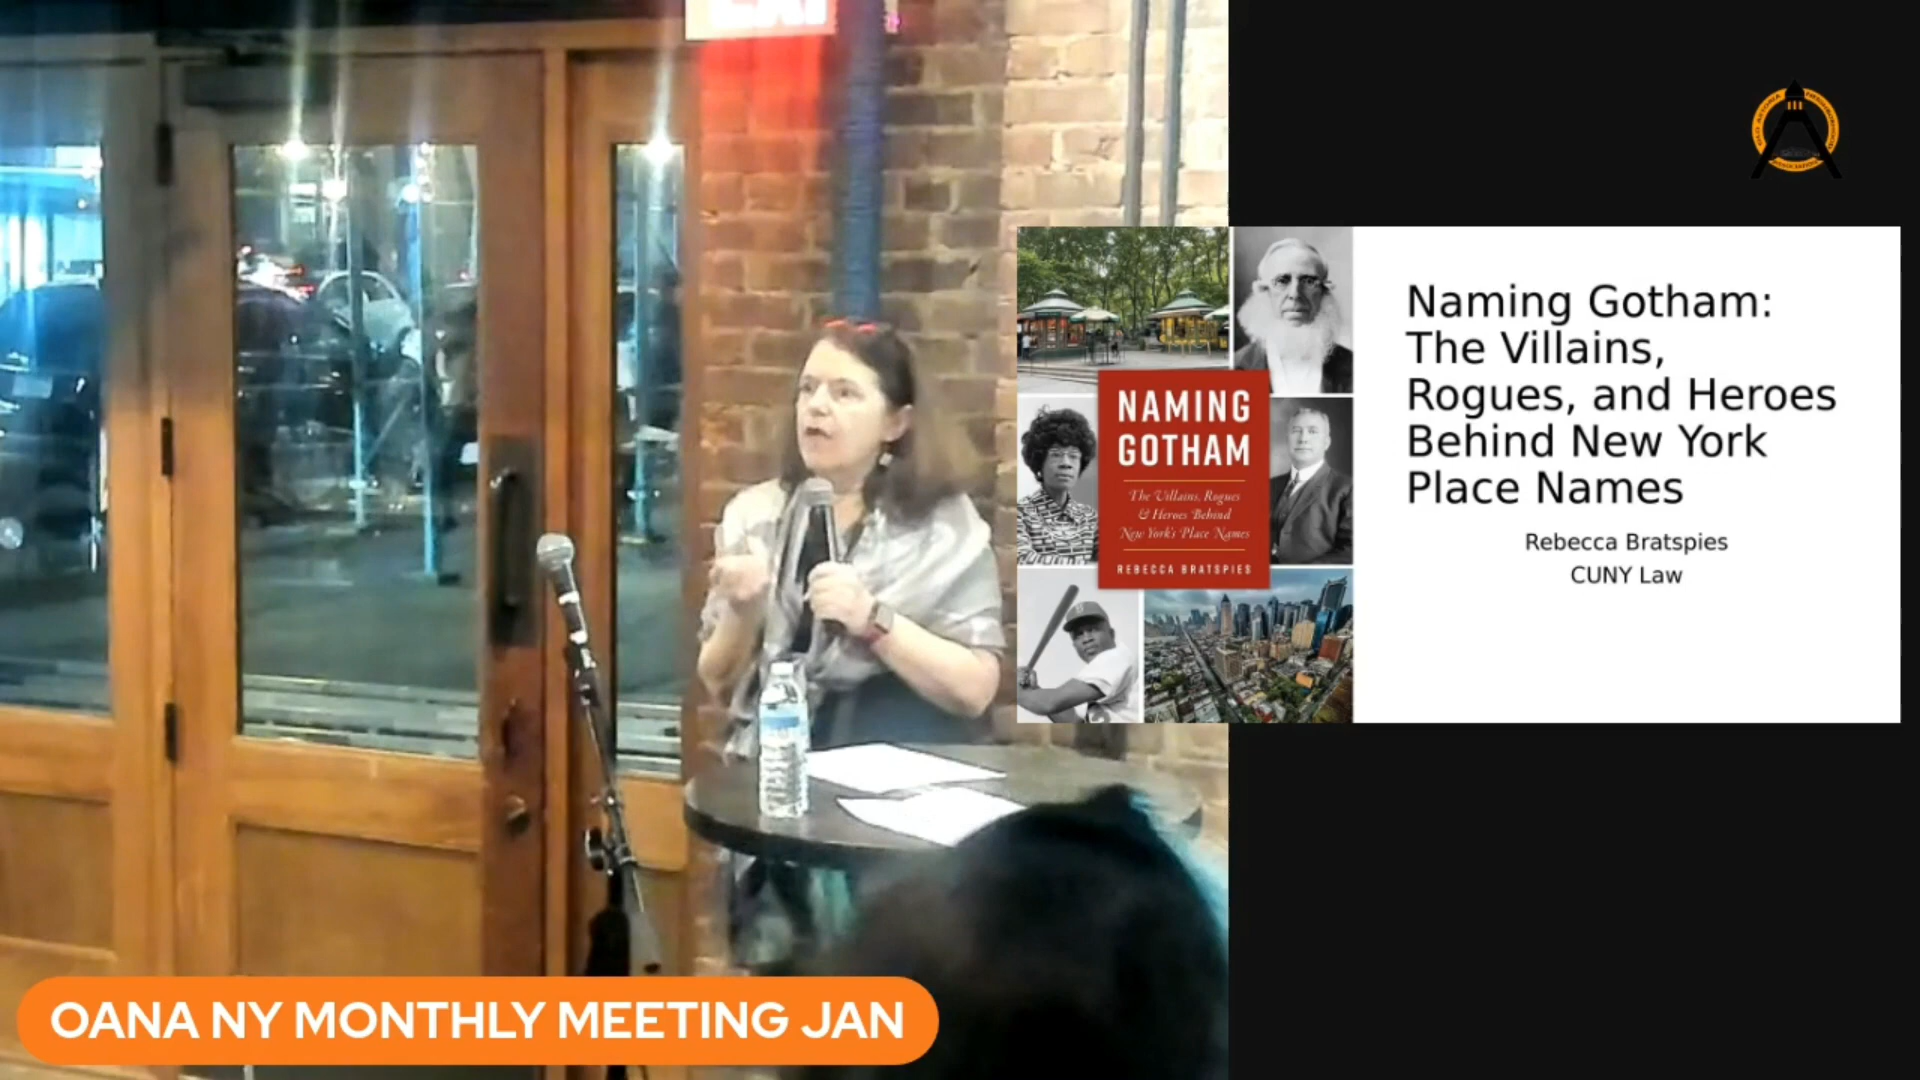 Naming Gotham:
The Villains,
Rogues, and Heroes
Behind New York
Place Names
Rebecca Bratspies
CUNY Law
NAMING
GOTHAM
The Villains, Rogues
& Heroes Behind
New York's Place Names
REBECCA BRATSPIES
OANA NY MONTHLY MEETING JAN